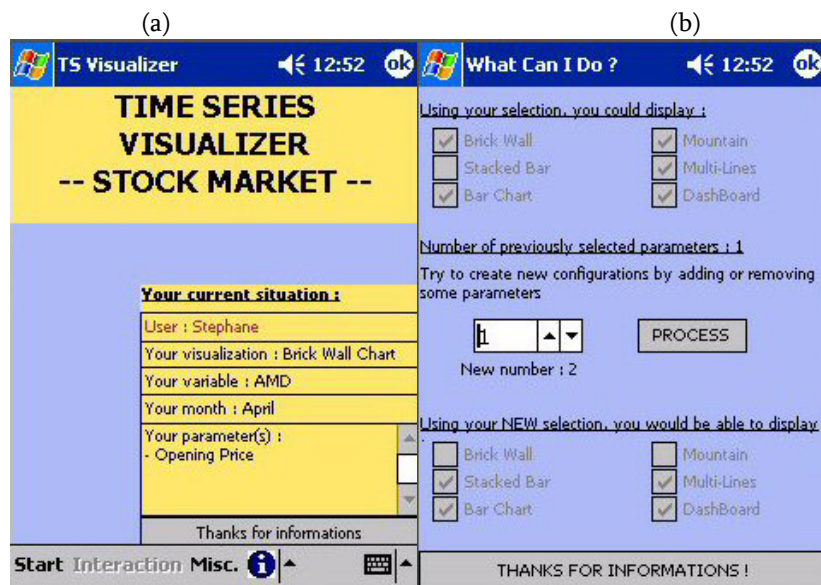 (a)
TS Visualizer 12:52 ok
TIME SERIES
VISUALIZER
-- STOCK MARKET --
Your current situation :
User : Stephane
Your visualization : Brick Wall Chart
Your variable : AMD
Your month : April
Your parameter(s) :
- Opening Price
Thanks for informations
Start Interaction Misc.
(b)
What Can I Do ? 12:52 ok
Using your selection, you could display :
Brick Wall Mountain
Stacked Bar Multi-Lines
Bar Chart DashBoard
Number of previously selected parameters : 1
Try to create new configurations by adding or removing
some parameters
1 PROCESS
New number : 2
Using your NEW selection, you would be able to display
Brick Wall Mountain
Stacked Bar Multi-Lines
Bar Chart DashBoard
THANKS FOR INFORMATIONS !